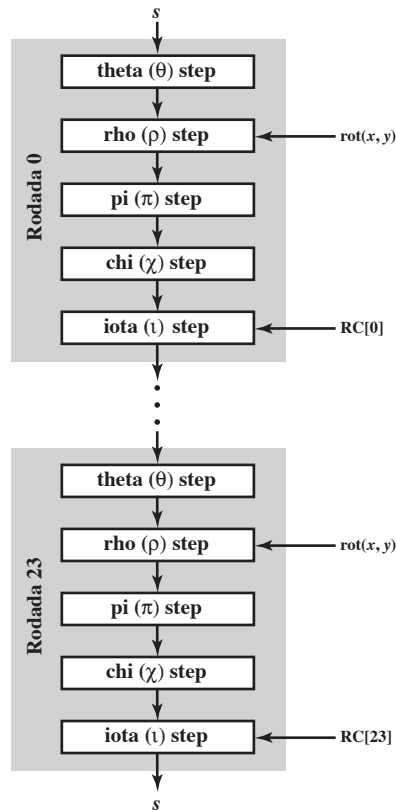 s
Rodada 0
theta (θ) step
rho (ρ) step
rot(x, y)
pi (π) step
chi (χ) step
iota (ι) step
RC[0]
Rodada 23
theta (θ) step
rho (ρ) step
rot(x, y)
pi (π) step
chi (χ) step
iota (ι) step
RC[23]
s